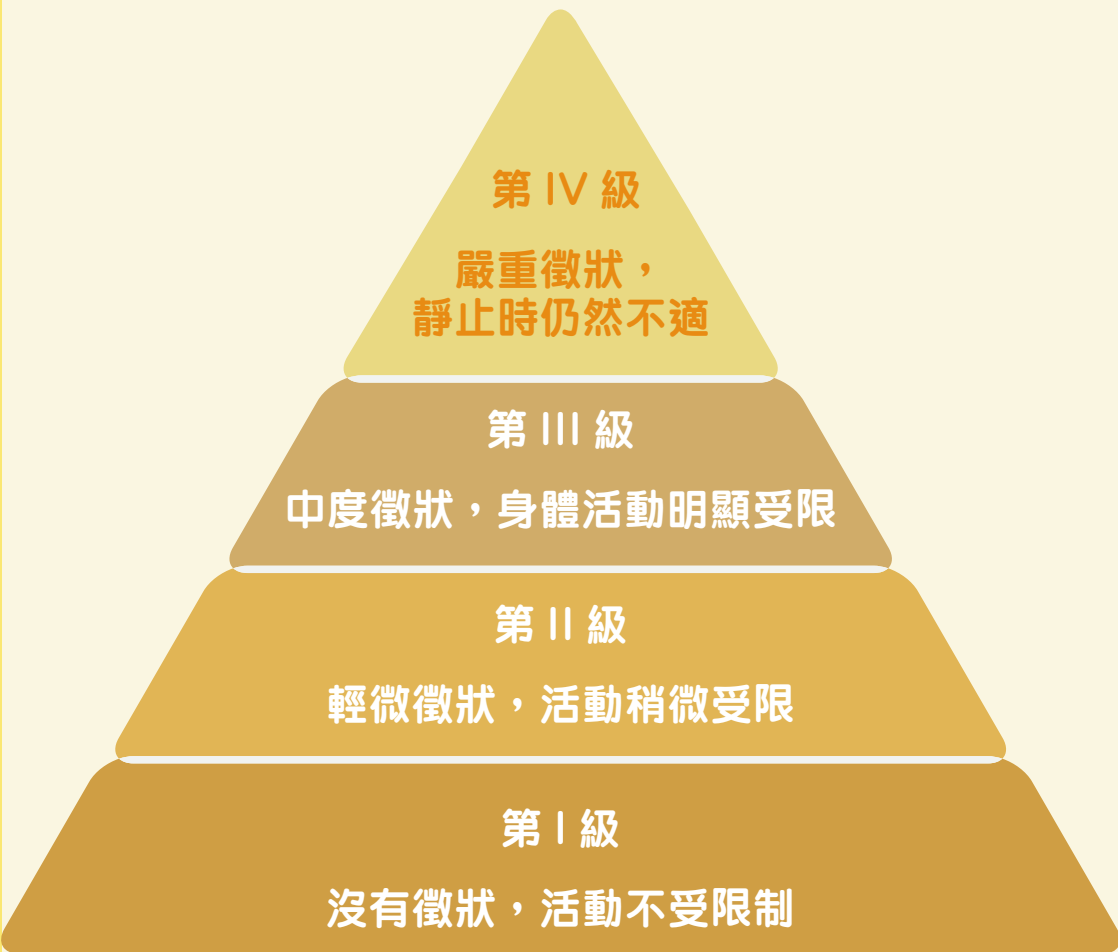 第 IV 級
嚴重徵狀，
靜止時仍然不適
第 III 級
中度徵狀，身體活動明顯受限
第 II 級
輕微徵狀，活動稍微受限
第 I 級
沒有徵狀，活動不受限制